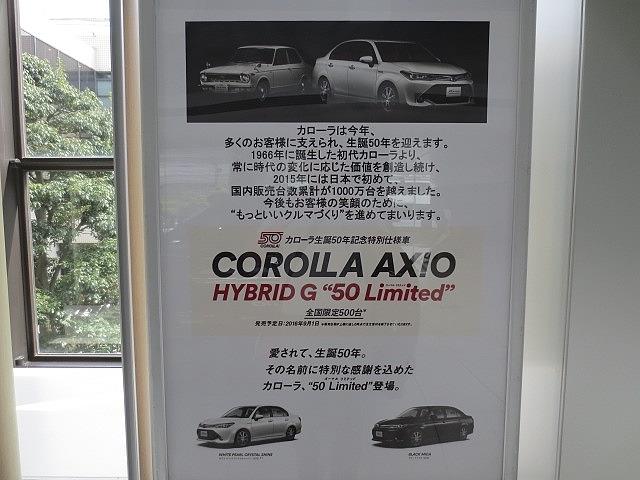 カローラは今年、
多くのお客様に支えられ、生誕50年を迎えます。
1966年に誕生した初代カローラより、
常に時代の変化に応じた価値を創造し続け、
2015年には日本で初めて、
国内販売台数累計が1000万台を越えました。
今後もお客様の笑顔のために、
“もっといいクルマづくり”を進めてまいります。
50 COROLLA カローラ生誕50年記念特別仕様車
COROLLA AXIO
HYBRID G “50 Limited”
全国限定500台*
発売予定日:2016年9月1日
愛されて、生誕50年。
その名前に特別な感謝を込めた
カローラ、“50 Limited”登場。
WHITE PEARL CRYSTAL SHINE
BLACK MICA